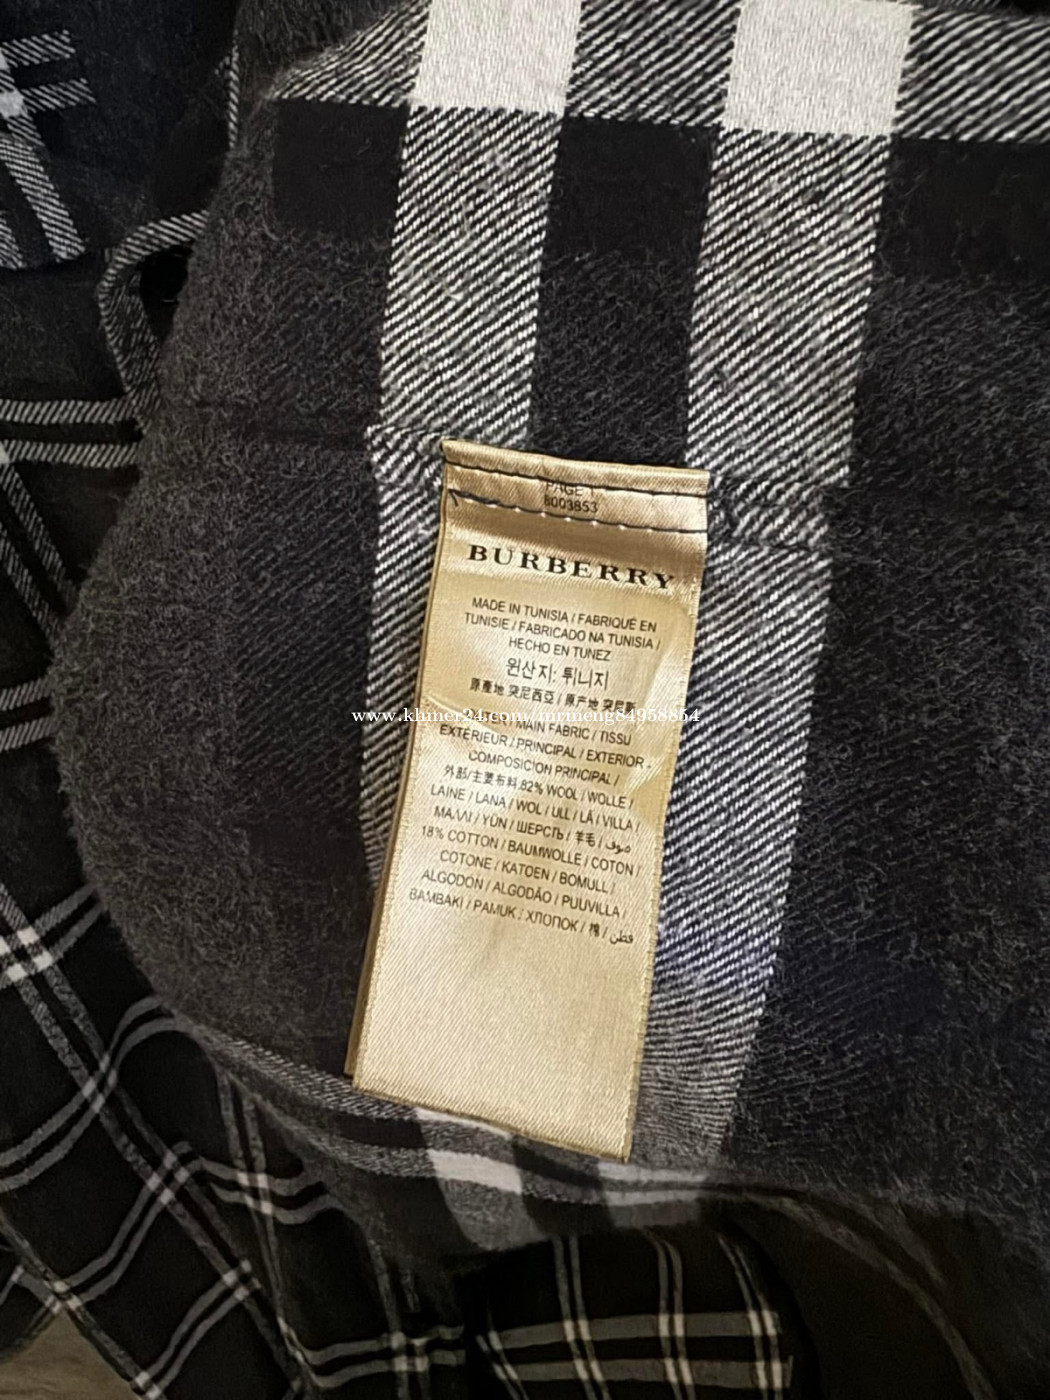 PAGE 1
8003853
BURBERRY
MADE IN TUNISIA / FABRIQUÉ EN
TUNISIE / FABRICADO NA TUNISIA /
HECHO EN TUNEZ
원산지: 튀니지
原產地 突尼西亞 / 原产地 突尼斯
www.khmer24.com/mrmeng84958854
MAIN FABRIC / TISSU
EXTÉRIEUR / PRINCIPAL / EXTERIOR -
COMPOSICION PRINCIPAL /
外部/主要布料 82% WOOL / WOLLE /
LAINE / LANA / WOL / ULL / LÃ / VILLA /
ΜΑΛΛΙ / YÜN / ШЕРСТЬ / 羊毛 / صوف /
18% COTTON / BAUMWOLLE / COTON /
COTONE / KATOEN / BOMULL /
ALGODON / ALGODÃO / PUUVILLA /
BAMBAKI / PAMUK / ХЛОПОК / 棉 / قطن /